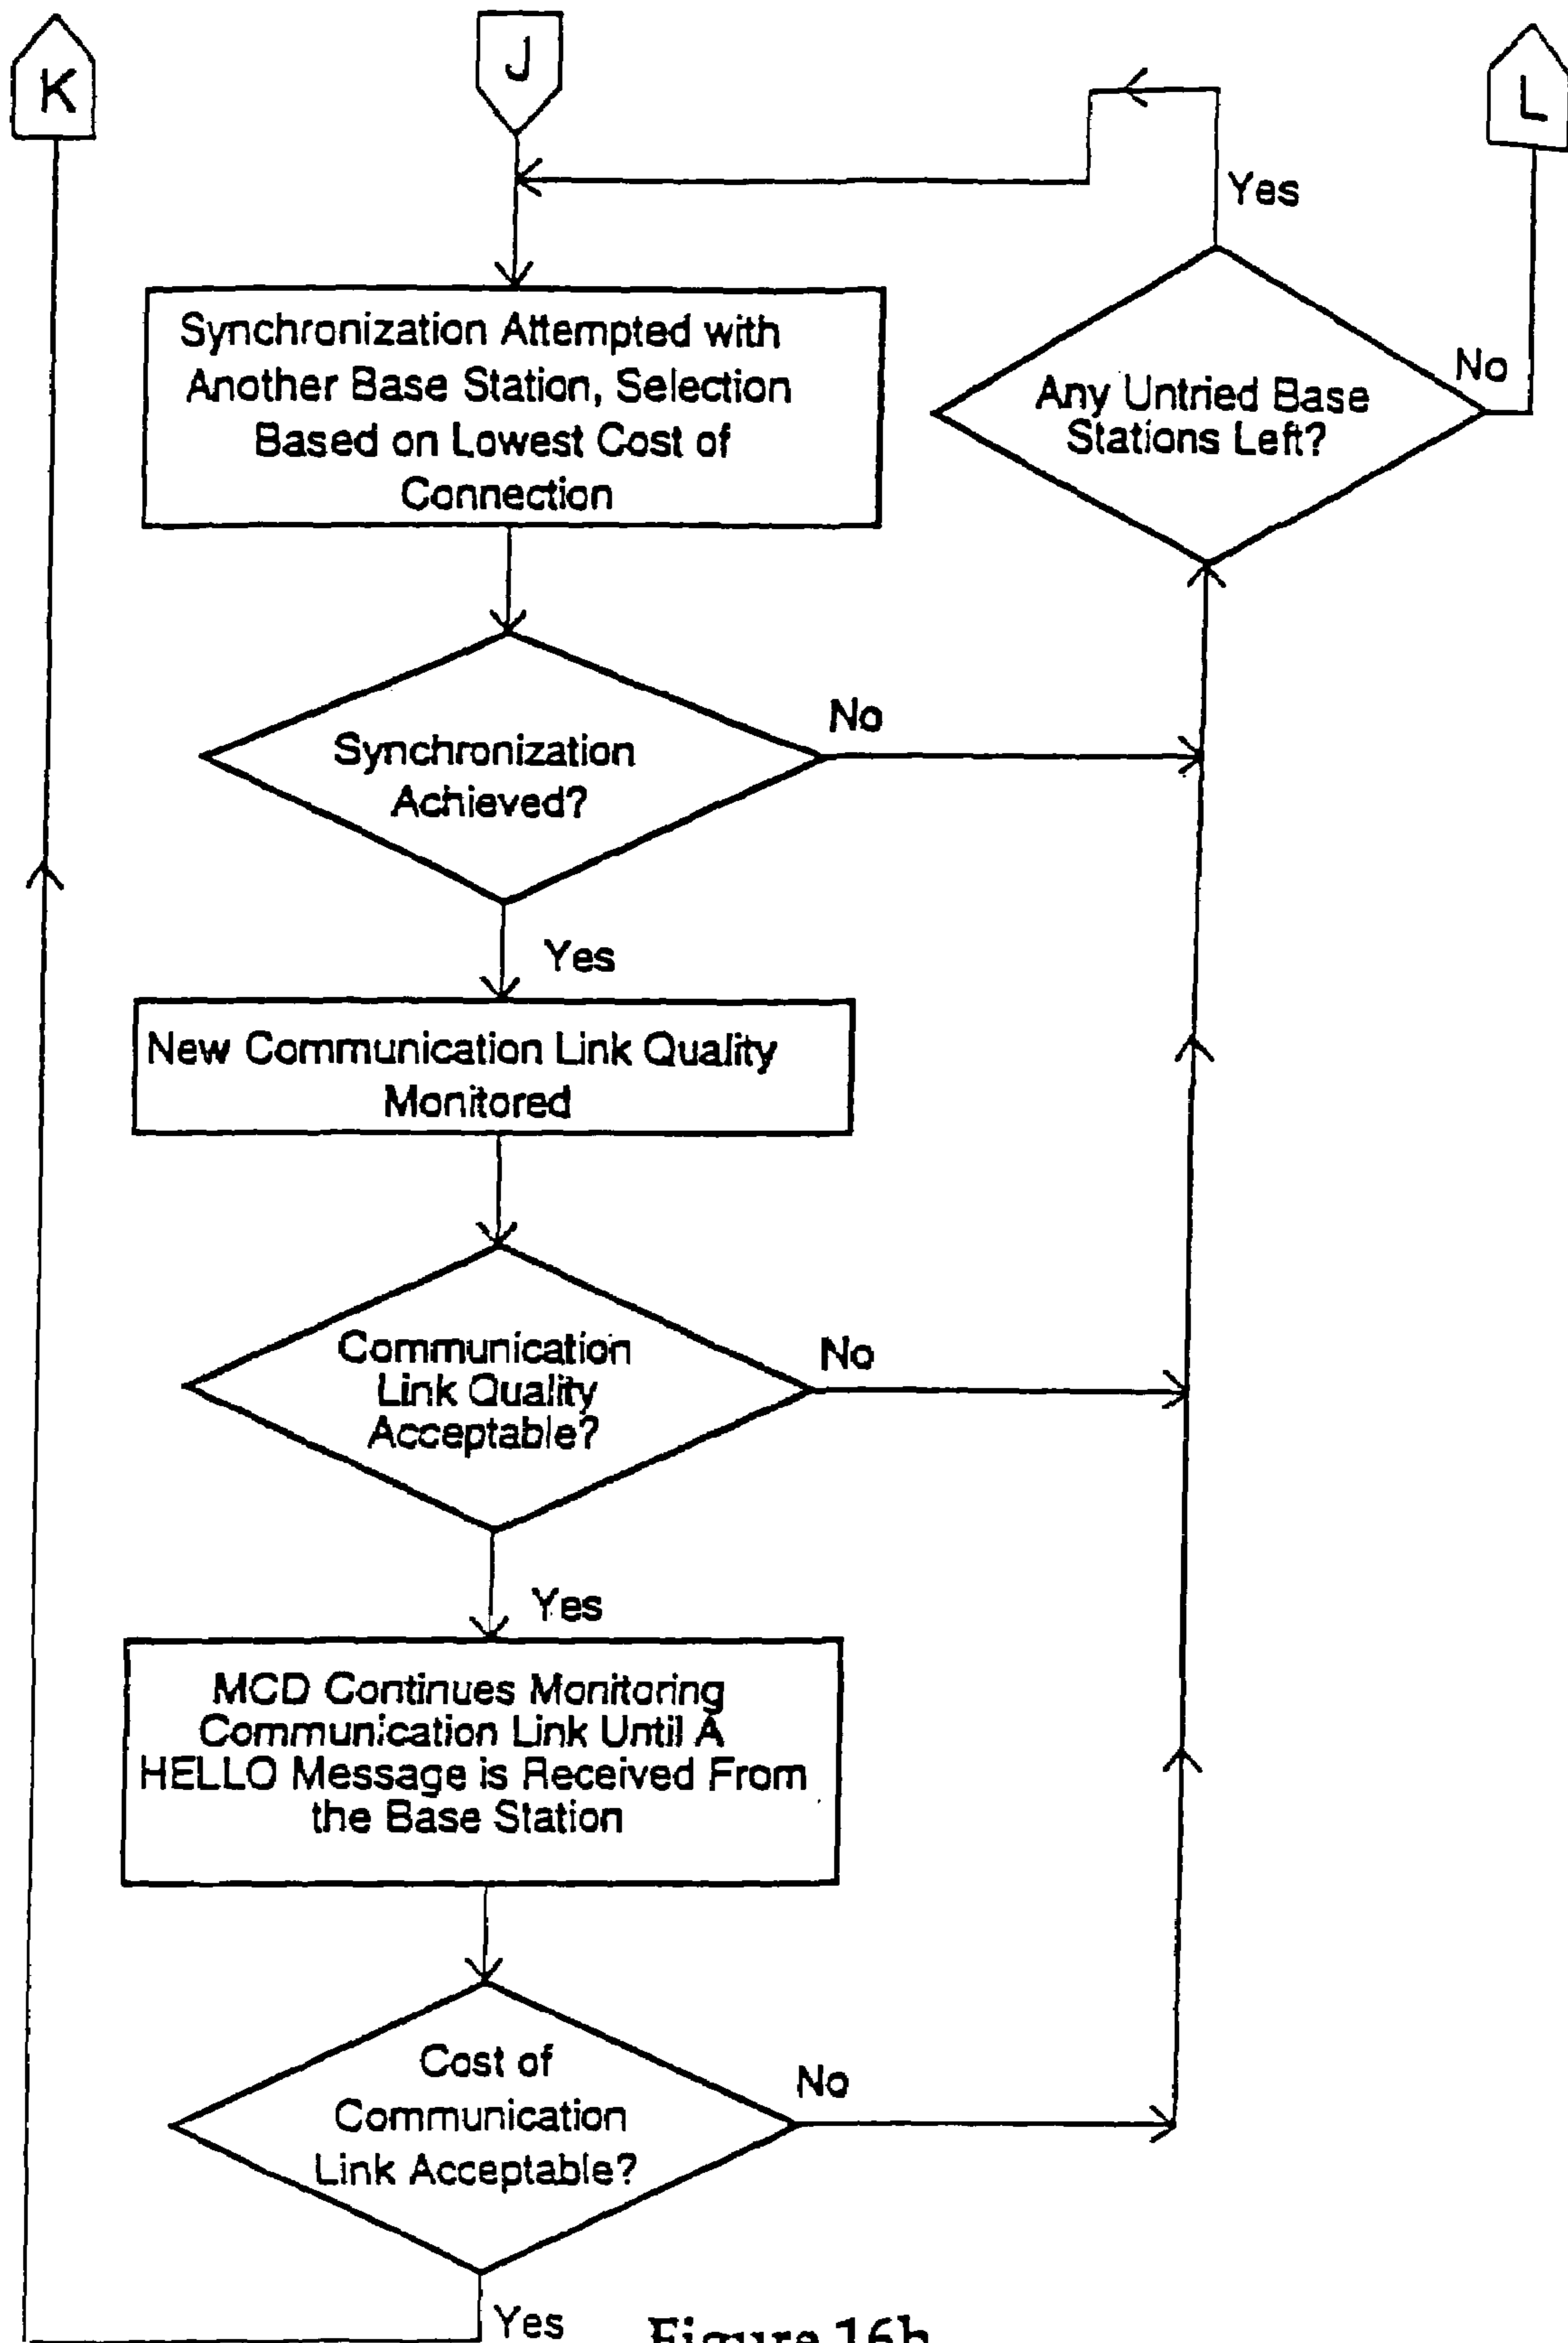 K
J
L
Yes
Synchronization Attempted with
Another Base Station, Selection
Based on Lowest Cost of
Connection
No
Any Untried Base
Stations Left?
No
Synchronization
Achieved?
Yes
New Communication Link Quality
Monitored
No
Communication
Link Quality
Acceptable?
Yes
MCD Continues Monitoring
Communication Link Until A
HELLO Message is Received From
the Base Station
No
Cost of
Communication
Link Acceptable?
Yes
Figure 16b